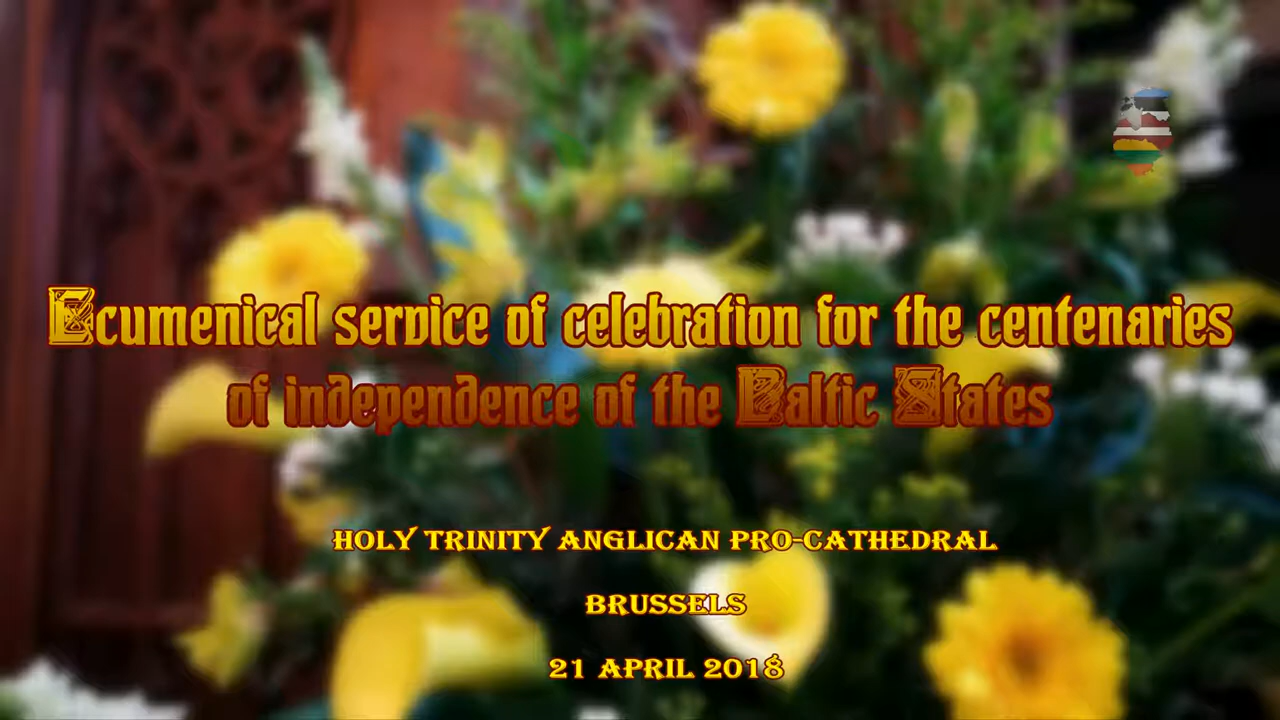 Ecumenical service of celebration for the centenaries
of independence of the Baltic States
HOLY TRINITY ANGLICAN PRO-CATHEDRAL
BRUSSELS
21 APRIL 2018